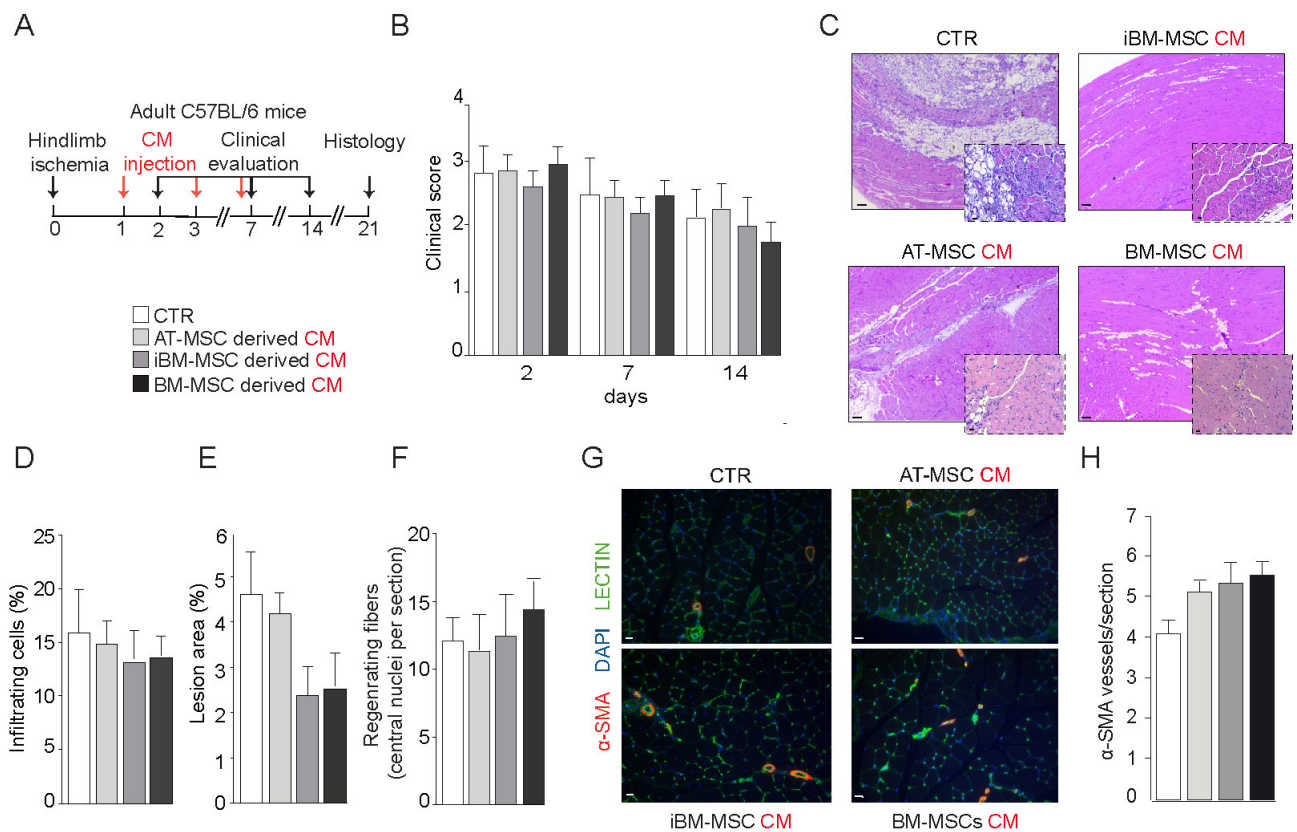 A
Adult C57BL/6 mice
Hindlimb ischemia
CM injection
Clinical evaluation
Histology
0 1 2 3 7 14 21
CTR
AT-MSC derived CM
iBM-MSC derived CM
BM-MSC derived CM
B
Clinical score
4
3
2
1
0
2 7 14
days
C
CTR
iBM-MSC CM
AT-MSC CM
BM-MSC CM
D
Infiltrating cells (%)
25
20
15
10
5
0
E
Lesion area (%)
6
5
4
3
2
1
0
F
Regenrating fibers
(central nuclei per section)
20
15
10
5
0
G
CTR
AT-MSC CM
α-SMA DAPI LECTIN
iBM-MSC CM
BM-MSCs CM
H
α-SMA vessels/section
7
6
5
4
3
2
1
0